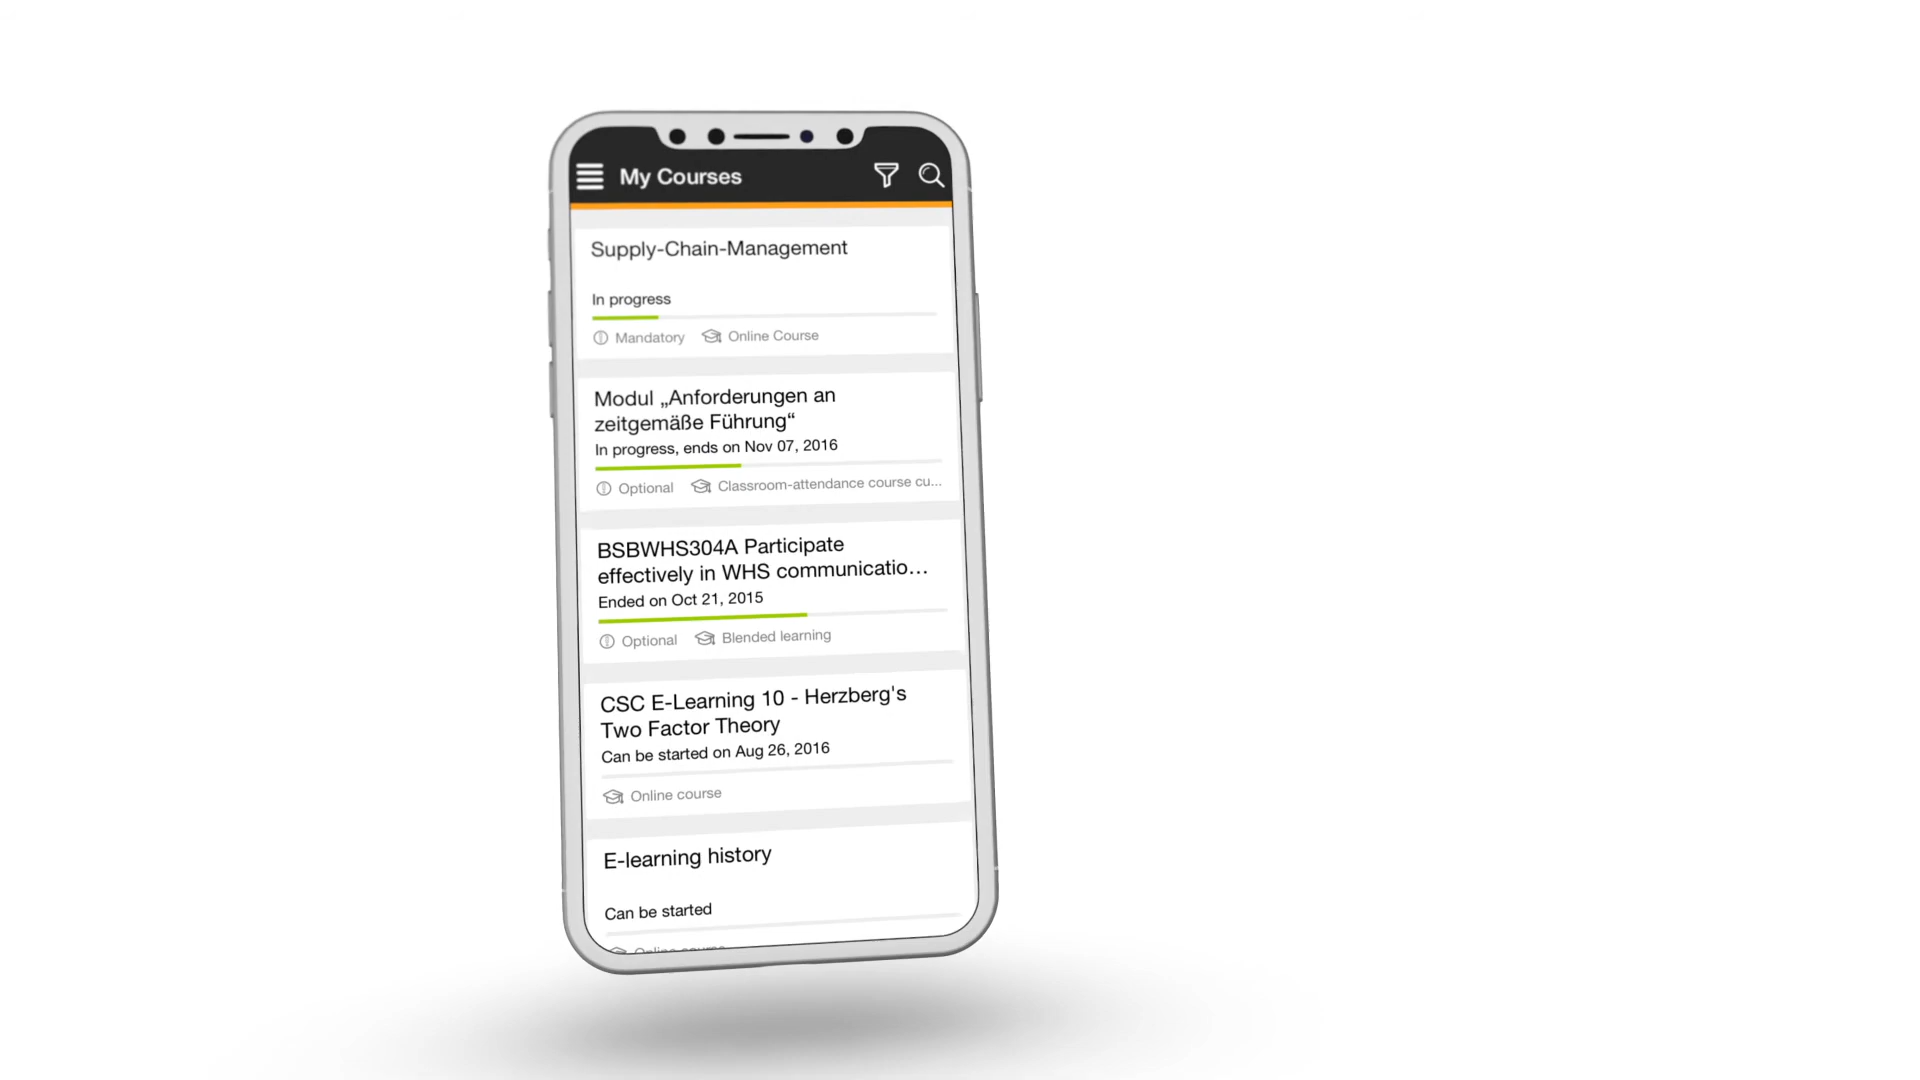 My Courses
Supply-Chain-Management
In progress
Mandatory Online Course
Modul „Anforderungen an
zeitgemäße Führung“
In progress, ends on Nov 07, 2016
Optional Classroom-attendance course cu...
BSBWHS304A Participate
effectively in WHS communicatio...
Ended on Oct 21, 2015
Optional Blended learning
CSC E-Learning 10 - Herzberg's
Two Factor Theory
Can be started on Aug 26, 2016
Online course
E-learning history
Can be started
Online course